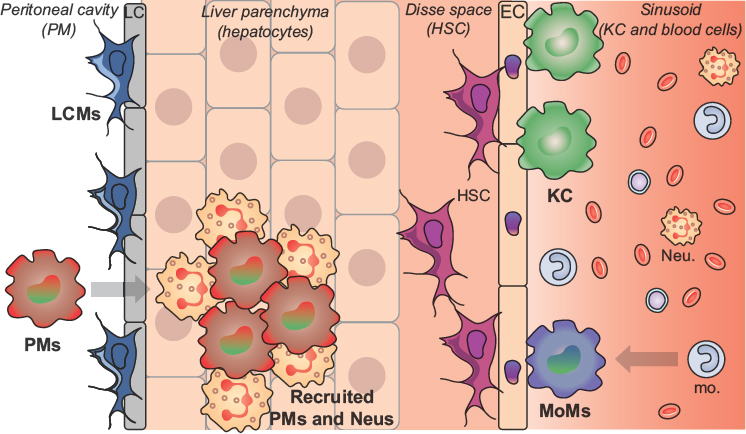 Peritoneal cavity
(PM)
LC
Liver parenchyma
(hepatocytes)
Disse space
(HSC)
EC
Sinusoid
(KC and blood cells)
LCMs
HSC
KC
Neu.
PMs
Recruited
PMs and Neus
MoMs
mo.